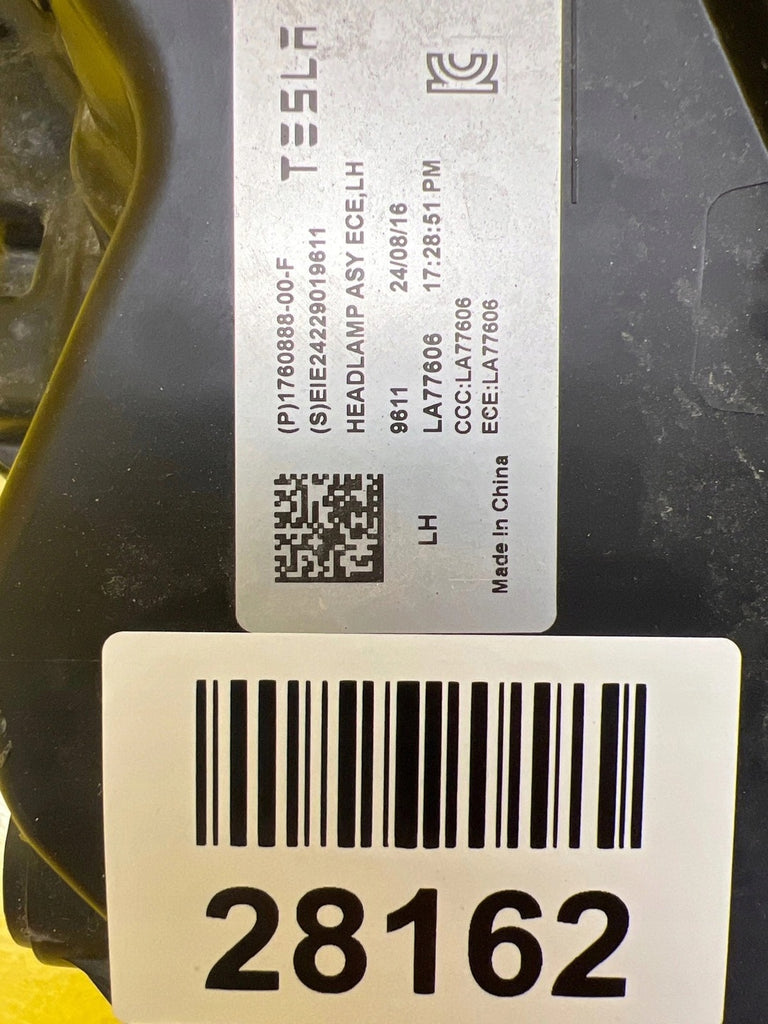 TESLA
(P)1760888-00-F
(S)EIE24229019611
HEADLAMP ASY ECE,LH
9611 24/08/16
LA77606 17:28:51 PM
CCC:LA77606
ECE:LA77606
LH
Made In China
28162